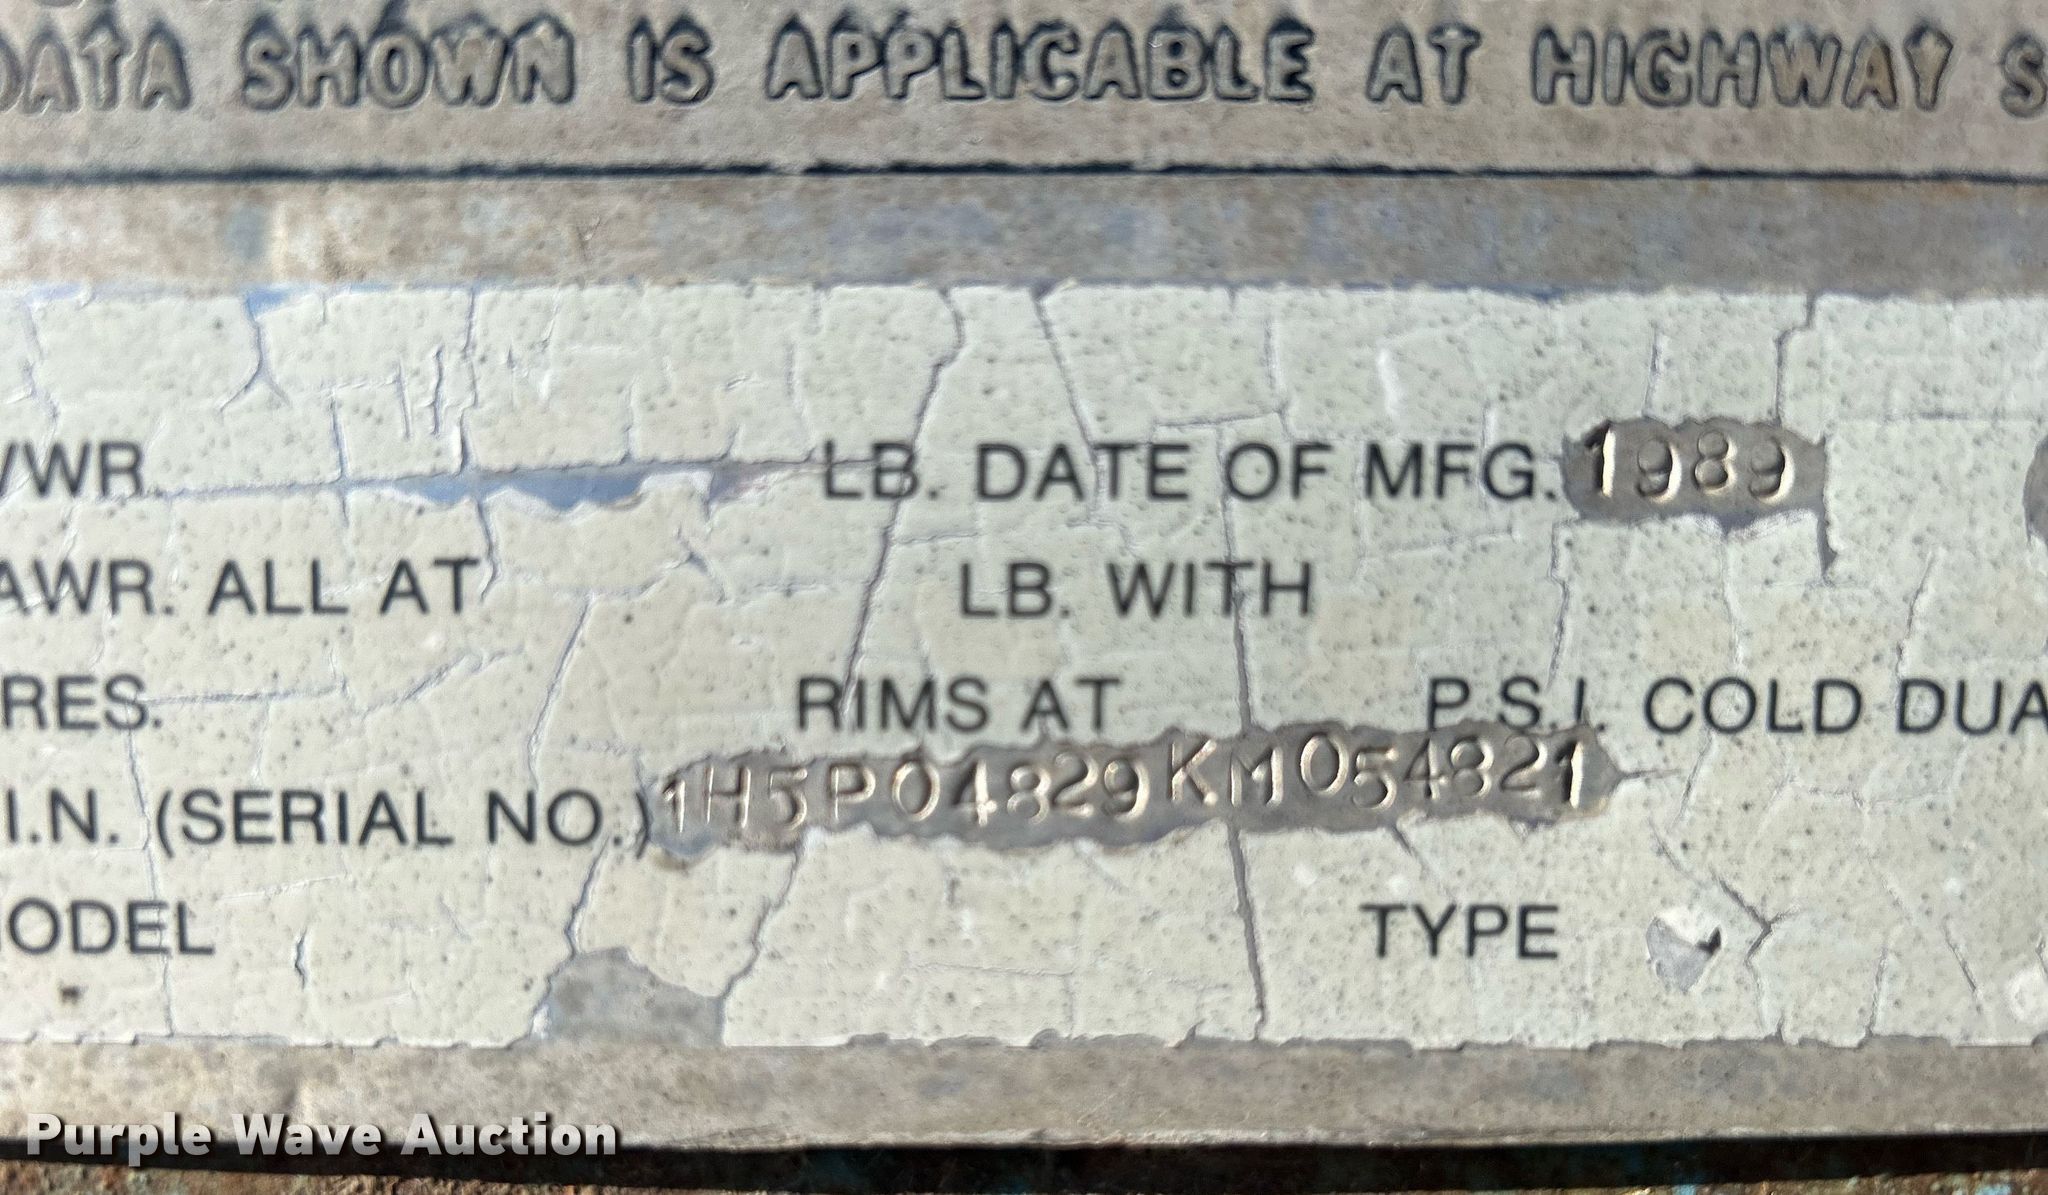 DATA SHOWN IS APPLICABLE AT HIGHWAY S
VWR LB. DATE OF MFG. 1989
AWR. ALL AT LB. WITH
RES. RIMS AT P.S.I. COLD DUA
I.N. (SERIAL NO.) 1H5P04829KM054821
ODEL TYPE
Purple Wave Auction